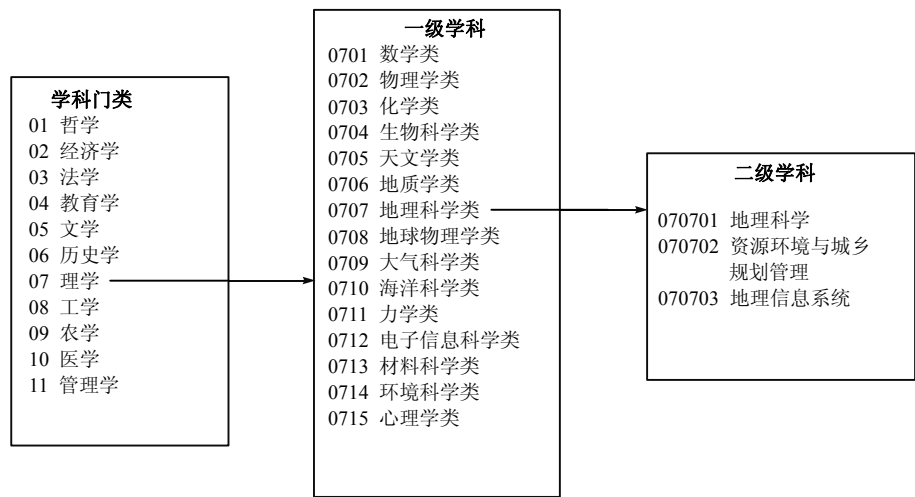 学科门类
01 哲学
02 经济学
03 法学
04 教育学
05 文学
06 历史学
07 理学
08 工学
09 农学
10 医学
11 管理学
一级学科
0701 数学类
0702 物理学类
0703 化学类
0704 生物科学类
0705 天文学类
0706 地质学类
0707 地理科学类
0708 地球物理学类
0709 大气科学类
0710 海洋科学类
0711 力学类
0712 电子信息科学类
0713 材料科学类
0714 环境科学类
0715 心理学类
二级学科
070701 地理科学
070702 资源环境与城乡
规划管理
070703 地理信息系统